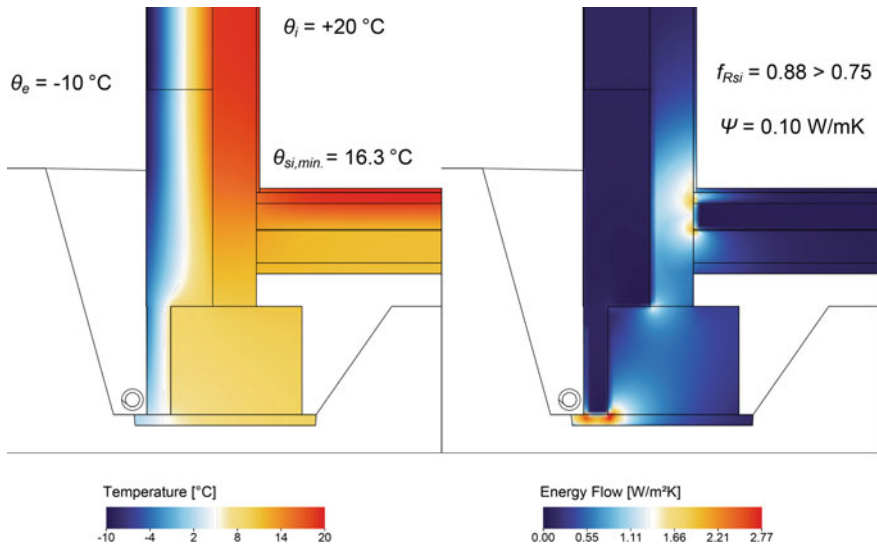 θi = +20 °C
θe = -10 °C
fRsi = 0.88 > 0.75
Ψ = 0.10 W/mK
θsi,min. = 16.3 °C
Temperature [°C]
-10 -4 2 8 14 20
Energy Flow [W/m²K]
0.00 0.55 1.11 1.66 2.21 2.77